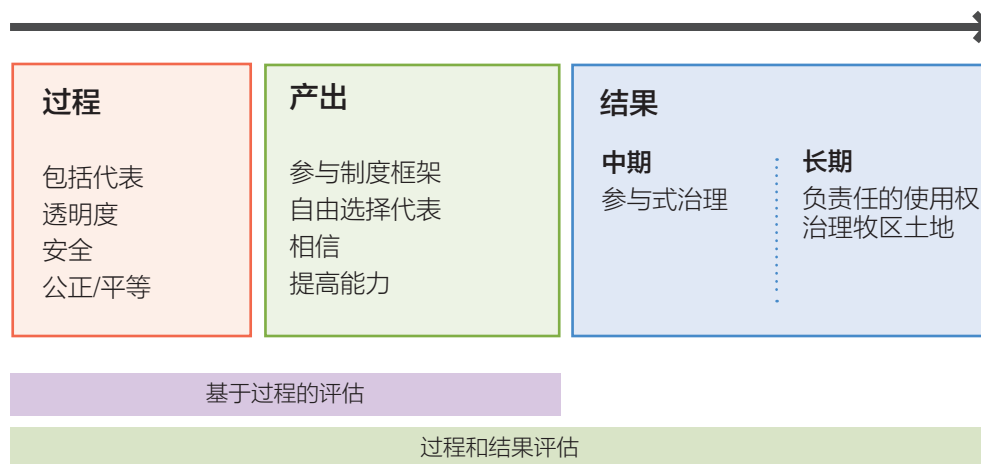 过程
包括代表
透明度
安全
公正/平等
产出
参与制度框架
自由选择代表
相信
提高能力
结果
中期
参与式治理
长期
负责任的使用权
治理牧区土地
基于过程的评估
过程和结果评估